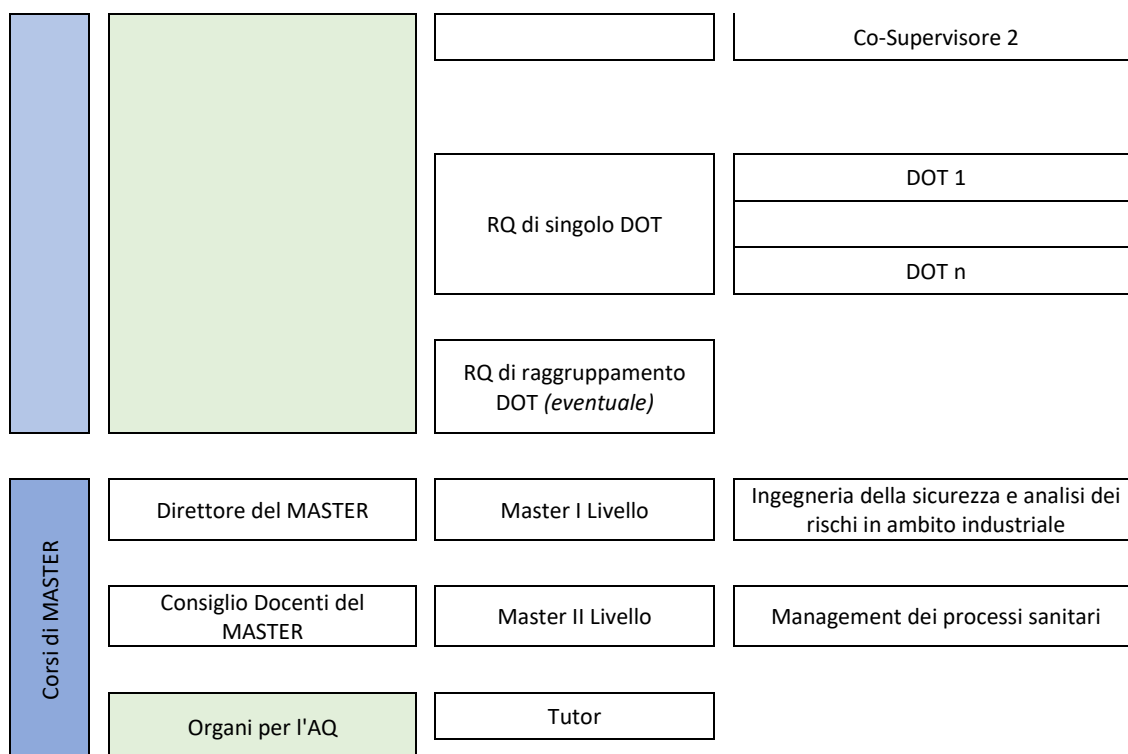 Co-Supervisore 2
RQ di singolo DOT
DOT 1
DOT n
RQ di raggruppamento
DOT (eventuale)
Corsi di MASTER
Direttore del MASTER
Master I Livello
Ingegneria della sicurezza e analisi dei
rischi in ambito industriale
Consiglio Docenti del
MASTER
Master II Livello
Management dei processi sanitari
Organi per l'AQ
Tutor